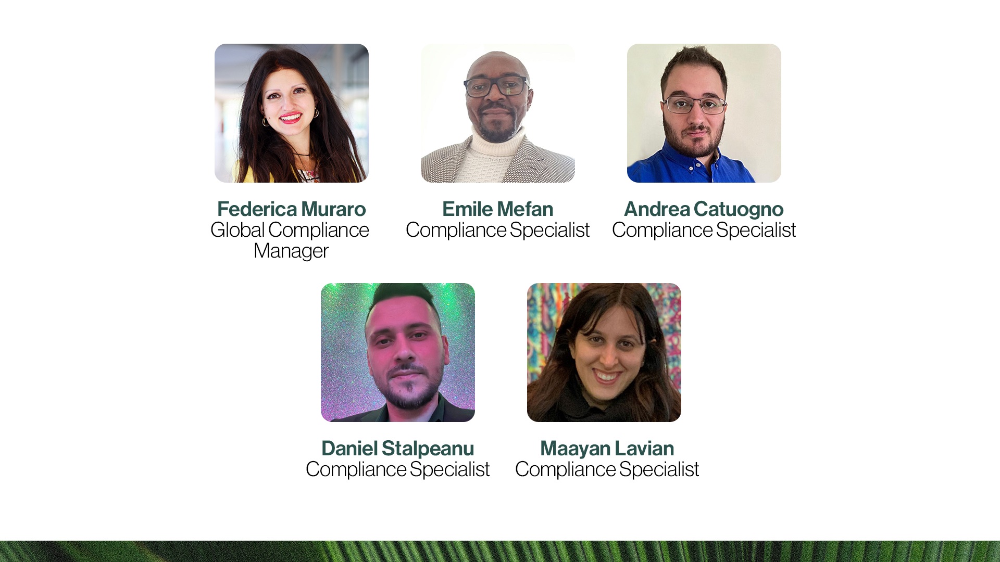 Federica Muraro
Global Compliance
Manager
Emile Mefan
Compliance Specialist
Andrea Catuogno
Compliance Specialist
Daniel Stalpeanu
Compliance Specialist
Maayan Lavian
Compliance Specialist